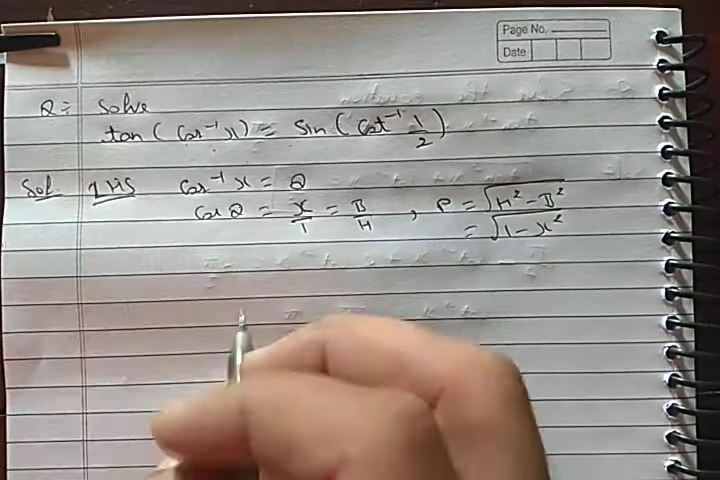 Page No.
Date
Q: Solve
tan(cos⁻¹x) = sin(cot⁻¹ 1/2)
Sol. LHS cos⁻¹ x = θ
cos θ = x/1 = B/H , P = √(H² - B²)
= √(1 - x²)